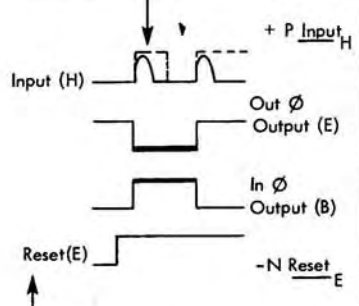 + P Input H
Input (H)
Out Ø
Output (E)
In Ø
Output (B)
Reset(E)
-N Reset E